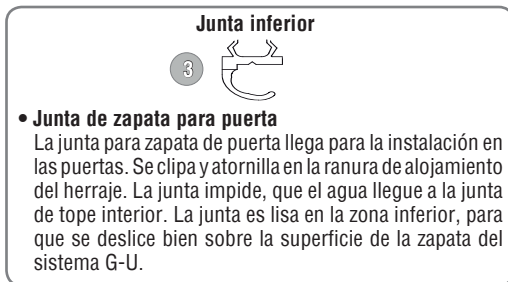 Junta inferior
3
• Junta de zapata para puerta
La junta para zapata de puerta llega para la instalación en
las puertas. Se clipa y atornilla en la ranura de alojamiento
del herraje. La junta impide, que el agua llegue a la junta
de tope interior. La junta es lisa en la zona inferior, para
que se deslice bien sobre la superficie de la zapata del
sistema G-U.